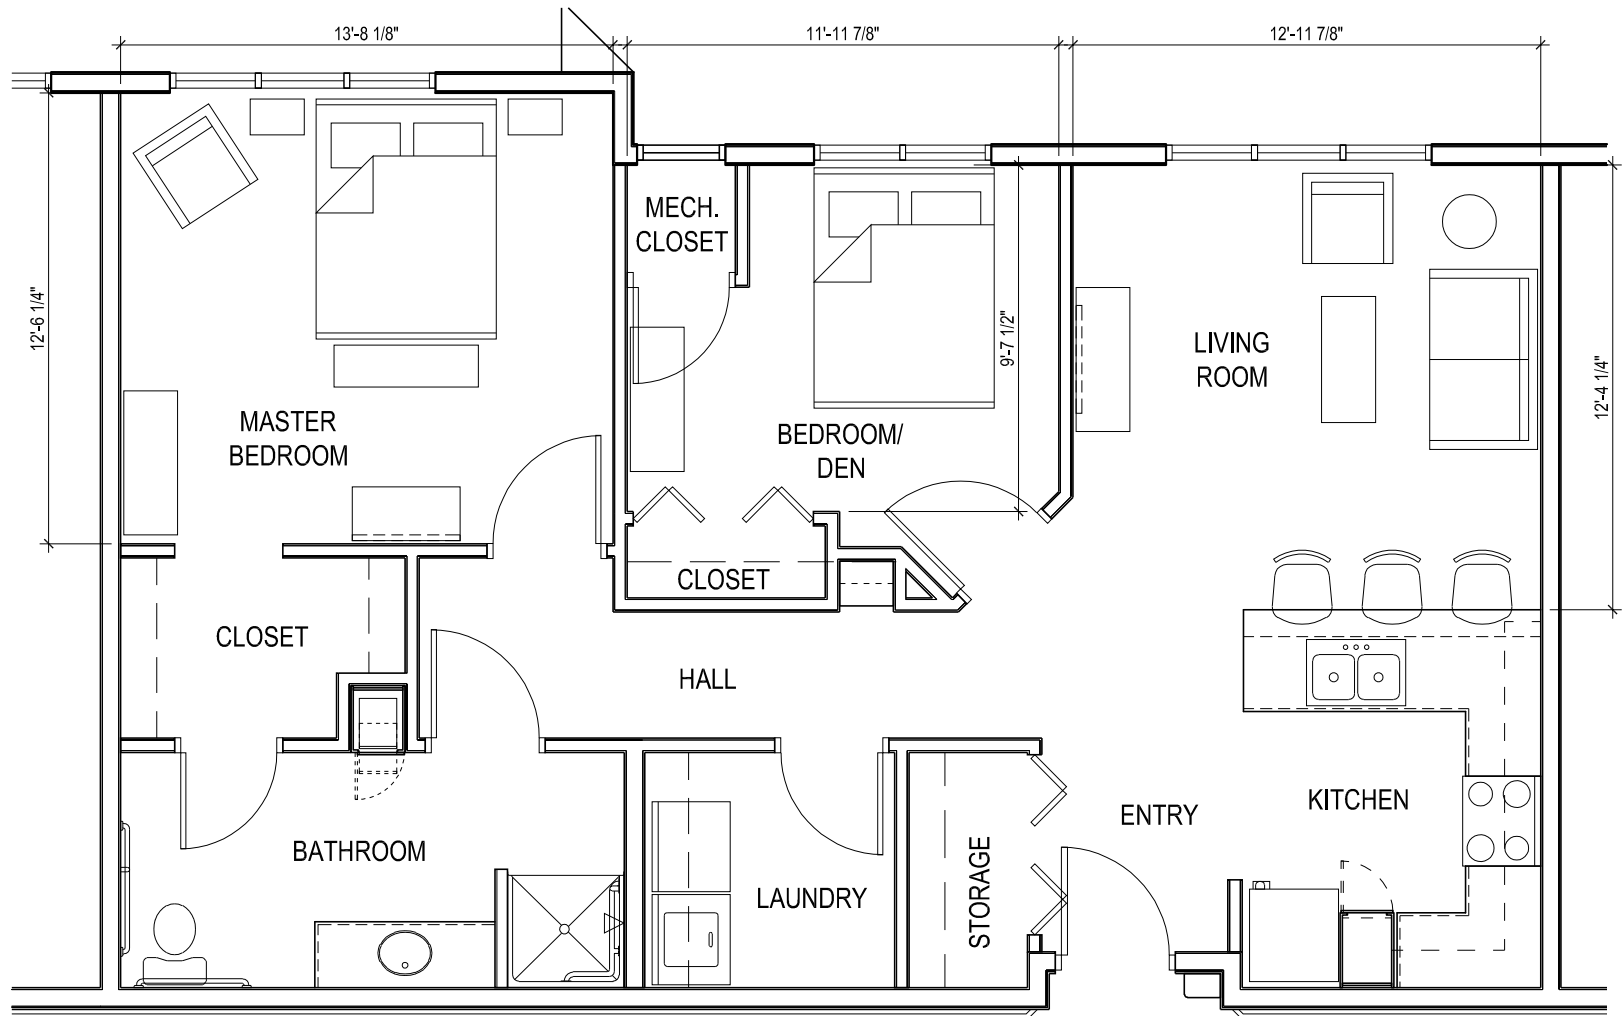 13'-8 1/8"
11'-11 7/8"
12'-11 7/8"
MECH.
CLOSET
12'-6 1/4"
9'-7 1/2"
LIVING
ROOM
12'-4 1/4"
MASTER
BEDROOM
BEDROOM/
DEN
CLOSET
CLOSET
HALL
KITCHEN
ENTRY
BATHROOM
LAUNDRY
STORAGE